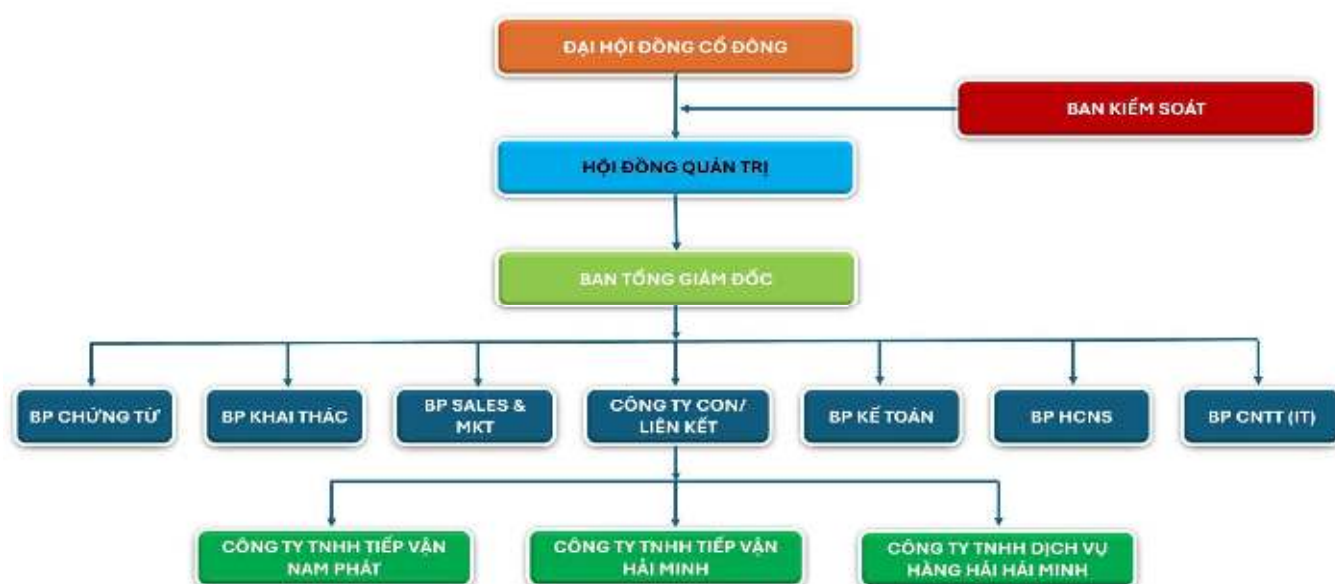 ĐẠI HỘI ĐỒNG CỔ ĐÔNG
BAN KIỂM SOÁT
HỘI ĐỒNG QUẢN TRỊ
BAN TỔNG GIÁM ĐỐC
BP CHỨNG TỪ
BP KHAI THÁC
BP SALES &
MKT
CÔNG TY CON/
LIÊN KẾT
BP KẾ TOÁN
BP HCNS
BP CNTT (IT)
CÔNG TY TNHH TIẾP VẬN
NAM PHÁT
CÔNG TY TNHH TIẾP VẬN
HẢI MINH
CÔNG TY TNHH DỊCH VỤ
HÀNG HẢI HẢI MINH